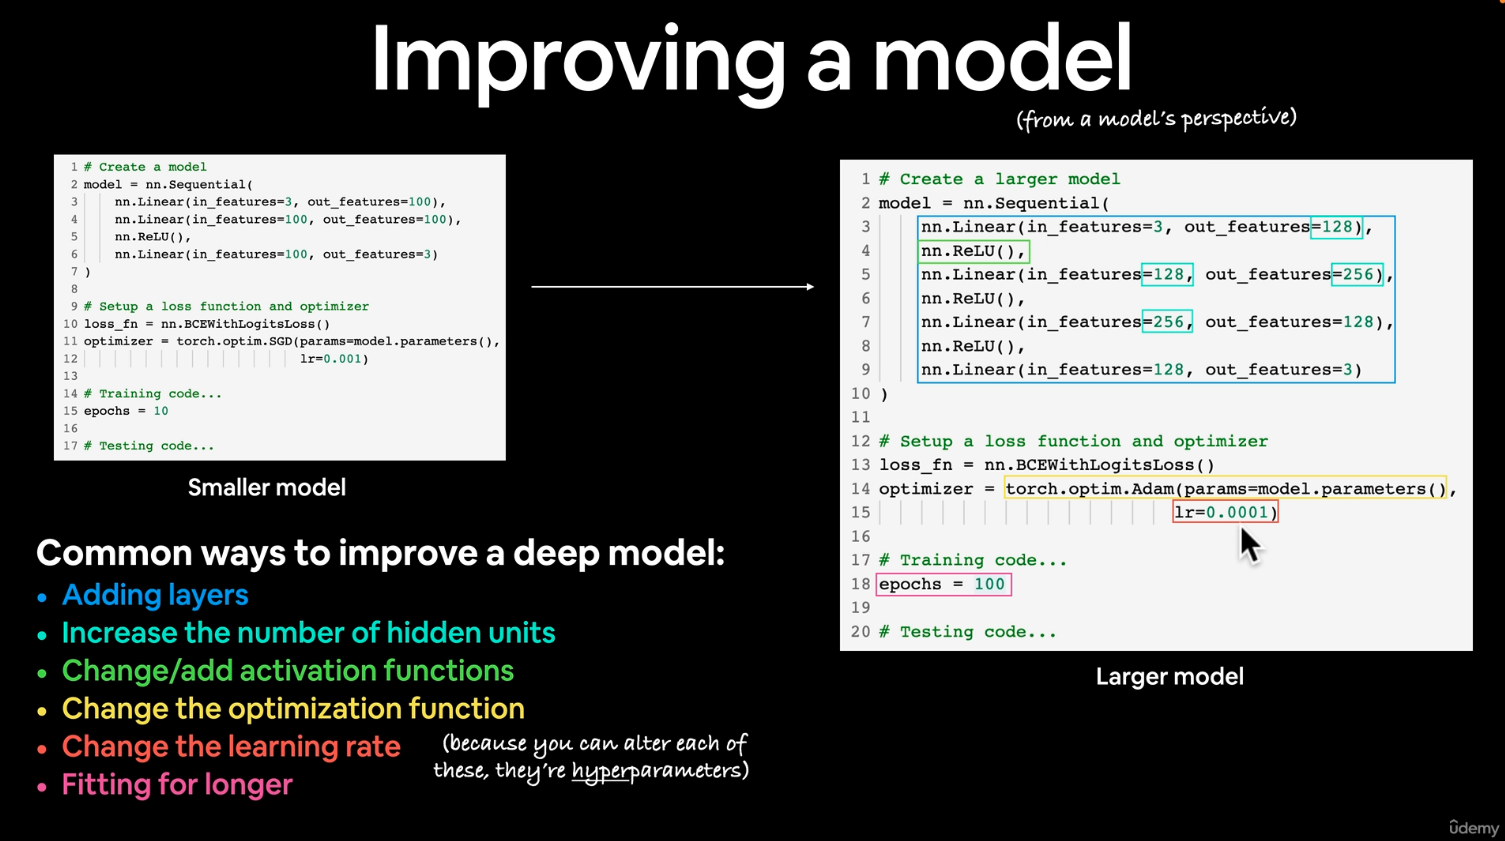 Improving a model
(from a model's perspective)
1 # Create a model
2 model = nn.Sequential(
3 nn.Linear(in_features=3, out_features=100),
4 nn.Linear(in_features=100, out_features=100),
5 nn.ReLU(),
6 nn.Linear(in_features=100, out_features=3)
7 )
8
9 # Setup a loss function and optimizer
10 loss_fn = nn.BCEWithLogitsLoss()
11 optimizer = torch.optim.SGD(params=model.parameters(),
12 lr=0.001)
13
14 # Training code...
15 epochs = 10
16
17 # Testing code...
Smaller model
1 # Create a larger model
2 model = nn.Sequential(
3 nn.Linear(in_features=3, out_features=128),
4 nn.ReLU(),
5 nn.Linear(in_features=128, out_features=256),
6 nn.ReLU(),
7 nn.Linear(in_features=256, out_features=128),
8 nn.ReLU(),
9 nn.Linear(in_features=128, out_features=3)
10 )
11
12 # Setup a loss function and optimizer
13 loss_fn = nn.BCEWithLogitsLoss()
14 optimizer = torch.optim.Adam(params=model.parameters(),
15 lr=0.0001)
16
17 # Training code...
18 epochs = 100
19
20 # Testing code...
Larger model
Common ways to improve a deep model:
• Adding layers
• Increase the number of hidden units
• Change/add activation functions
• Change the optimization function
• Change the learning rate
• Fitting for longer
(because you can alter each of
these, they're hyperparameters)
ûdemy